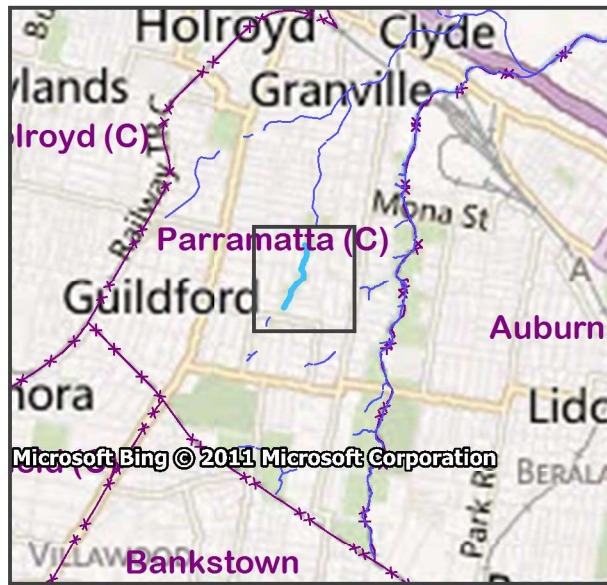 Holroyd
Clyde
ylands
Granville
olroyd (C)
Railway T
Mona St
Parramatta (C)
Guildford
A
Auburn
nora
Lidc
Microsoft Bing © 2011 Microsoft Corporation
BERALA
Park R
VILLAWOOD
Bankstown